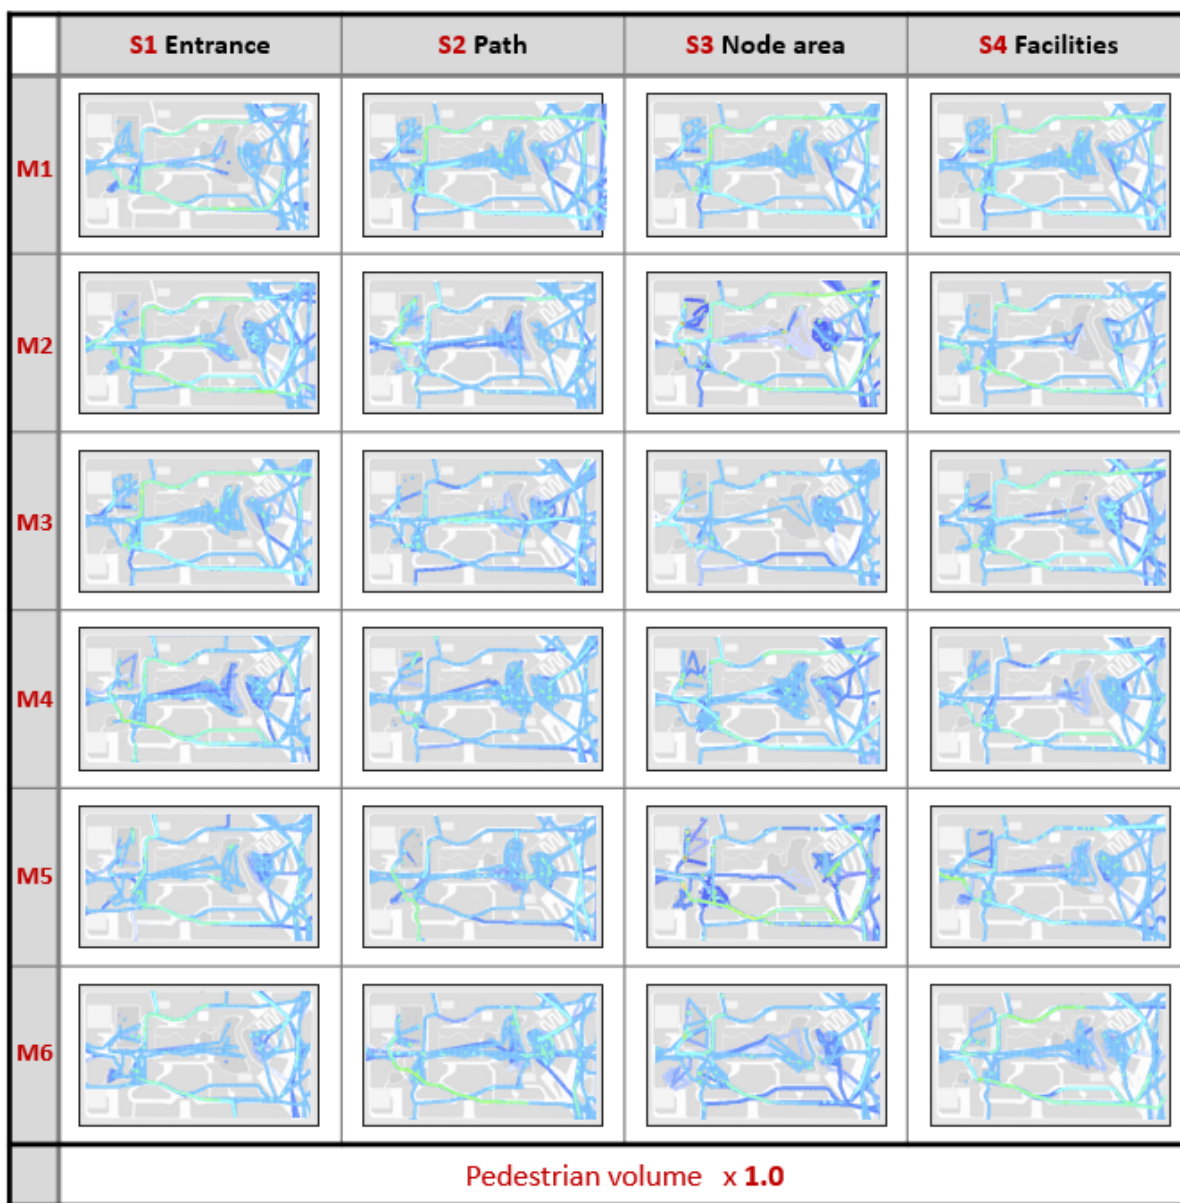 S1 Entrance S2 Path S3 Node area S4 Facilities
M1
M2
M3
M4
M5
M6
Pedestrian volume x 1.0